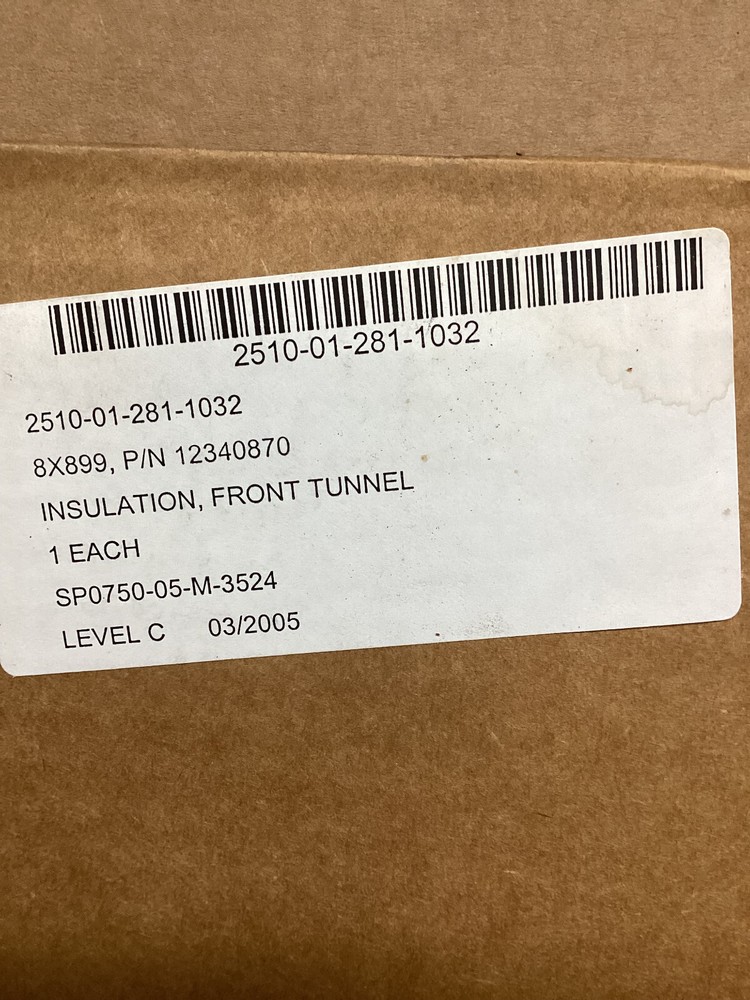 2510-01-281-1032
2510-01-281-1032
8X899, P/N 12340870
INSULATION, FRONT TUNNEL
1 EACH
SP0750-05-M-3524
LEVEL C 03/2005